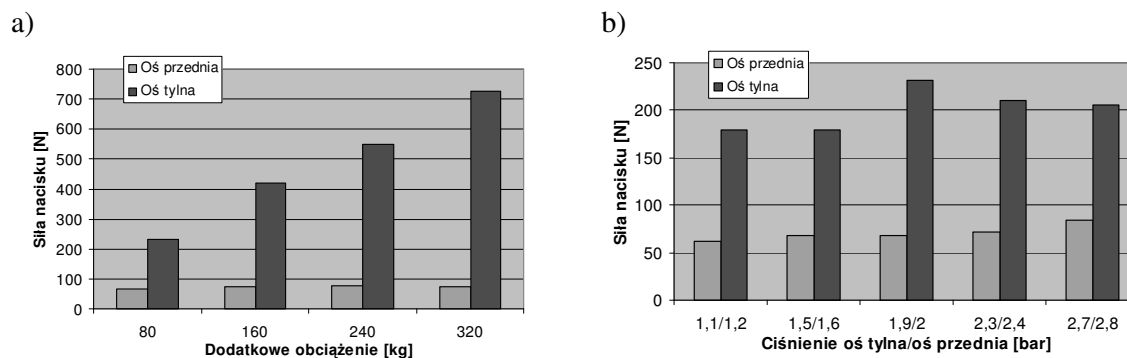 a)
Oś przednia
Oś tylna
Siła nacisku [N]
800
700
600
500
400
300
200
100
0
80 160 240 320
Dodatkowe obciążenie [kg]
b)
Oś przednia
Oś tylna
Siła nacisku [N]
250
200
150
100
50
0
1,1/1,2 1,5/1,6 1,9/2 2,3/2,4 2,7/2,8
Ciśnienie oś tylna/oś przednia [bar]